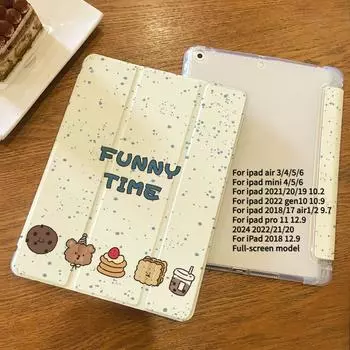 FUNNY
TIME
For ipad air 3/4/5/6
For ipad mini 4/5/6
For ipad 2021/20/19 10.2
For ipad 2022 gen10 10.9
For ipad 2018/17 air1/2 9.7
For ipad pro 11 12.9
2024 2022/21/20
For iPad 2018 12.9
Full-screen model